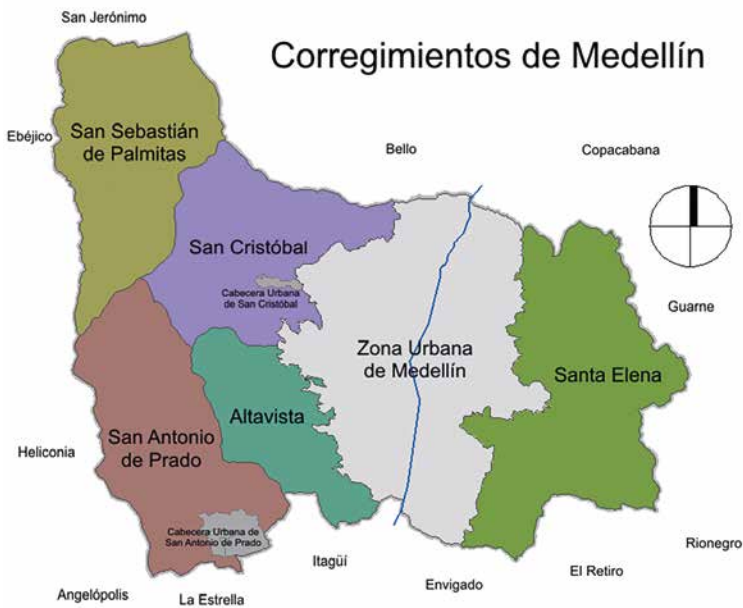 San Jerónimo
Corregimientos de Medellín
Ebéjico
San Sebastián
de Palmitas
Bello
Copacabana
San Cristóbal
Cabecera Urbana
de San Cristóbal
Guarne
Zona Urbana
de Medellín
Santa Elena
Altavista
San Antonio
de Prado
Heliconia
Cabecera Urbana de
San Antonio de Prado
Itagüí
Rionegro
El Retiro
Envigado
Angelópolis
La Estrella